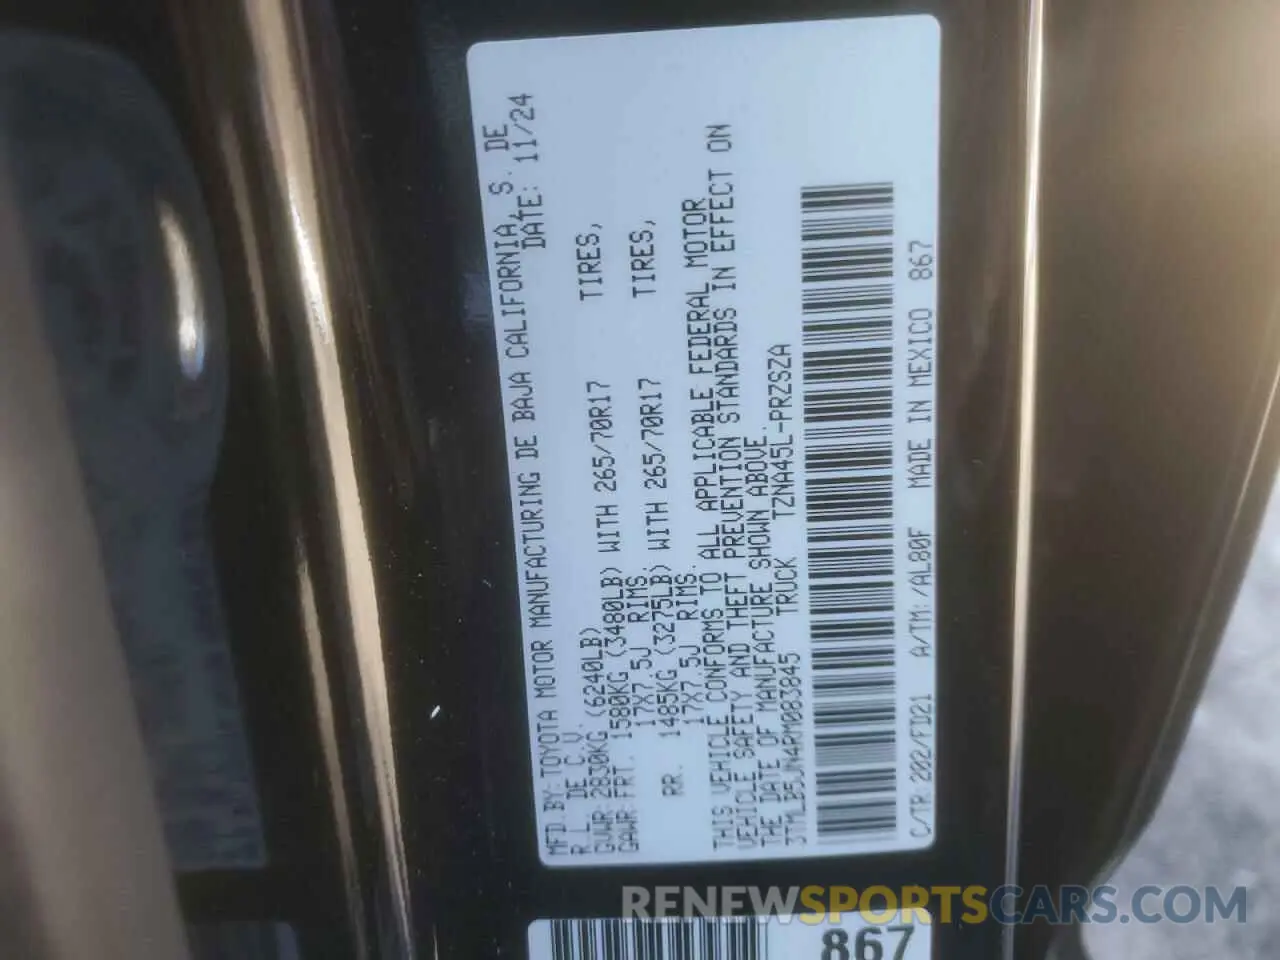 MFD. BY: TOYOTA MOTOR MANUFACTURING DE BAJA CALIFORNIA, S. DE
R. L. DE C.V. DATE: 11/24
GVWR: 2830KG (6240LB)
GAWR: FRT. 1580KG (3480LB) WITH 265/70R17 TIRES,
17X7.5J RIMS.
RR. 1485KG (3275LB) WITH 265/70R17 TIRES,
17X7.5J RIMS.
THIS VEHICLE CONFORMS TO ALL APPLICABLE FEDERAL MOTOR
VEHICLE SAFETY AND THEFT PREVENTION STANDARDS IN EFFECT ON
THE DATE OF MANUFACTURE SHOWN ABOVE.
3TMLB5JN4RM083845 TRUCK TZNA45L-PRZSZA
C/TR: 202/FD21 A/TM: /AL80F MADE IN MEXICO 867
867
RENEWSPORTSCARS.COM